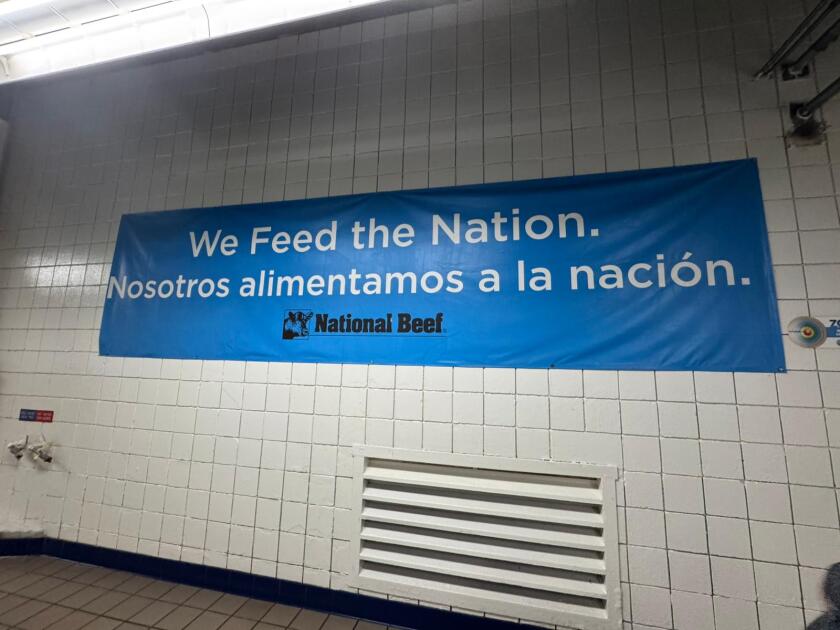 We Feed the Nation.
Nosotros alimentamos a la nación.
National Beef